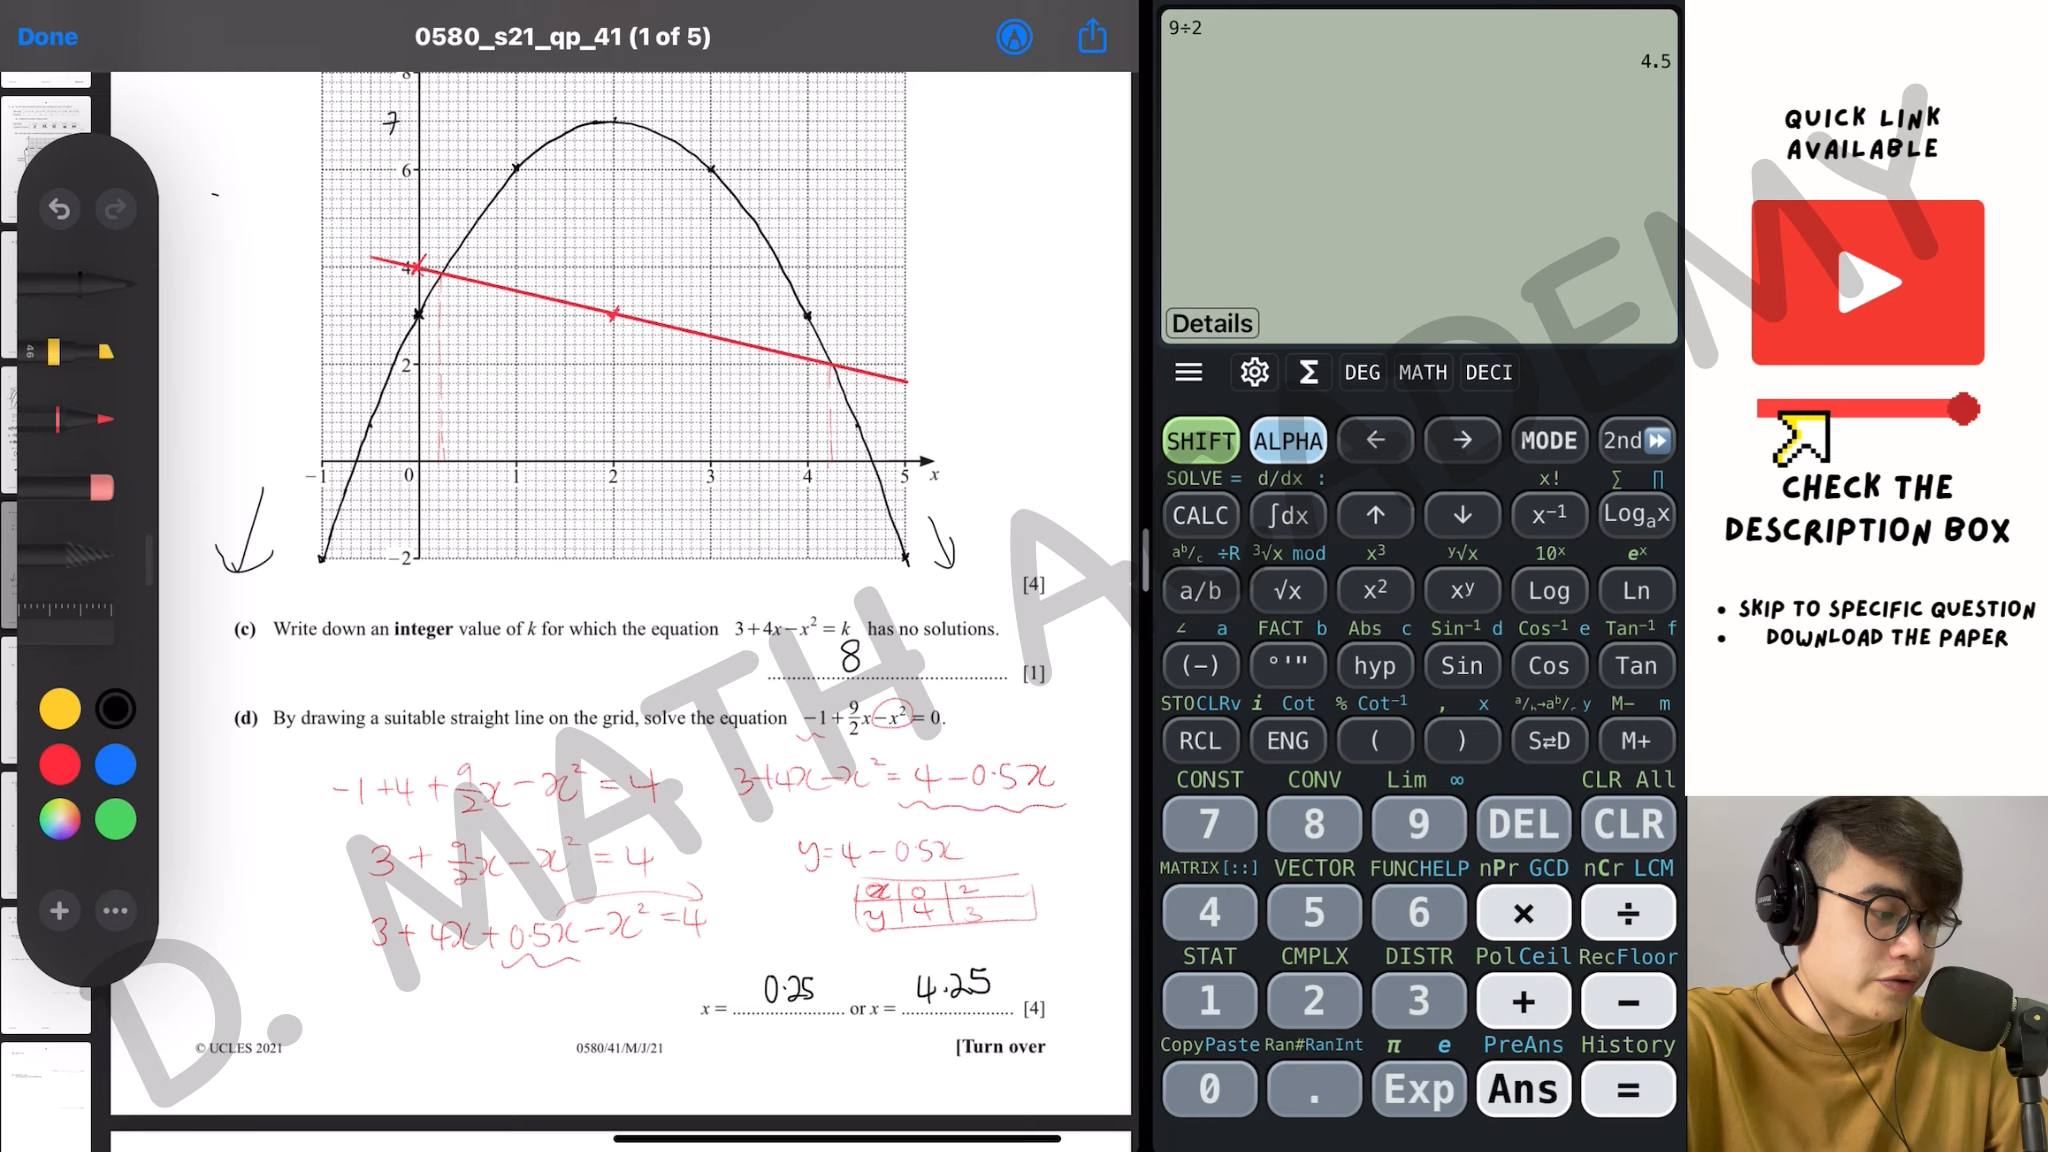 Done
0580_s21_qp_41 (1 of 5)
8
7
6
4
2
-1 0 1 2 3 4 5 x
-2
[4]
(c) Write down an integer value of k for which the equation 3+4x−x² = k has no solutions.
8
[1]
(d) By drawing a suitable straight line on the grid, solve the equation −1+9/2x−x² = 0.
-1+4+9/2x-x²=4
3+9/2x-x²=4
3+4x+0.5x-x²=4
3+4x-x²=4-0.5x
y=4-0.5x
x 0 2
y 4 3
x = 0.25 or x = 4.25 [4]
© UCLES 2021
0580/41/M/J/21
[Turn over
D. MATH ACADEMY
9÷2
4.5
Details
Σ DEG MATH DECI
SHIFT ALPHA ← → MODE 2nd
SOLVE = d/dx : x! Σ ∏
CALC ∫dx ↑ ↓ x⁻¹ Logₐx
aᵇ/c ÷R ³√x mod x³ ʸ√x 10ˣ eˣ
a/b √x x² xʸ Log Ln
∠ a FACT b Abs c Sin⁻¹ d Cos⁻¹ e Tan⁻¹ f
(−) °'" hyp Sin Cos Tan
STO CLRv i Cot % Cot⁻¹ , x y M− m
RCL ENG ( ) S⇄D M+
CONST CONV Lim ∞ CLR All
7 8 9 DEL CLR
MATRIX[::] VECTOR FUNC HELP nPr GCD nCr LCM
4 5 6 × ÷
STAT CMPLX DISTR Pol Ceil Rec Floor
1 2 3 + −
Copy Paste Ran# RanInt π e PreAns History
0 . Exp Ans =
QUICK LINK
AVAILABLE
CHECK THE
DESCRIPTION BOX
• SKIP TO SPECIFIC QUESTION
• DOWNLOAD THE PAPER